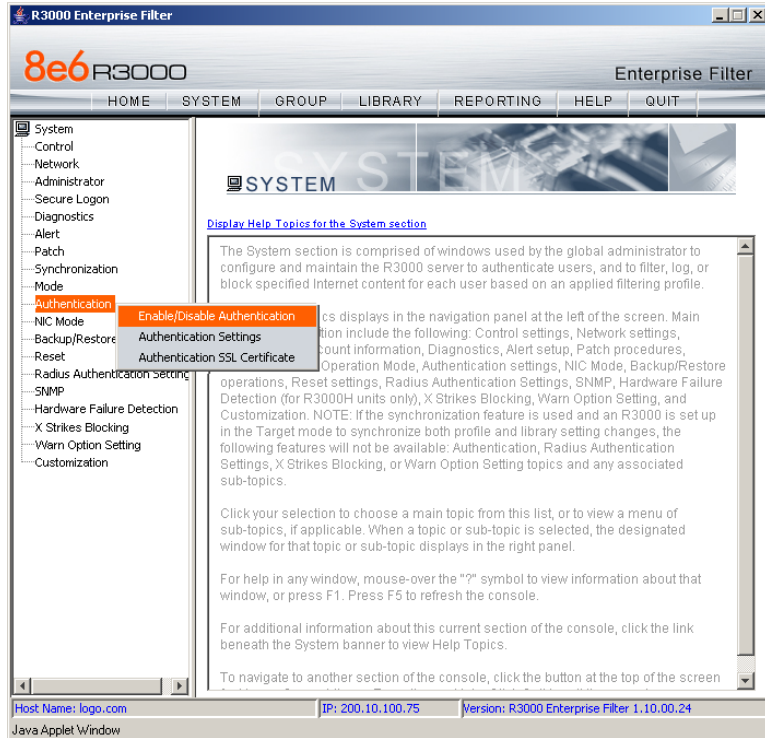 R3000 Enterprise Filter
8e6 R3000
Enterprise Filter
HOME SYSTEM GROUP LIBRARY REPORTING HELP QUIT
System
Control
Network
Administrator
Secure Logon
Diagnostics
Alert
Patch
Synchronization
Mode
Authentication
NIC Mode
Backup/Restore
Reset
Radius Authentication Setting
SNMP
Hardware Failure Detection
X Strikes Blocking
Warn Option Setting
Customization
Enable/Disable Authentication
Authentication Settings
Authentication SSL Certificate
SYSTEM
SYSTEM
Display Help Topics for the System section
The System section is comprised of windows used by the global administrator to
configure and maintain the R3000 server to authenticate users, and to filter, log, or
block specified Internet content for each user based on an applied filtering profile.
cs displays in the navigation panel at the left of the screen. Main
tion include the following: Control settings, Network settings,
count information, Diagnostics, Alert setup, Patch procedures,
Operation Mode, Authentication settings, NIC Mode, Backup/Restore
operations, Reset settings, Radius Authentication Settings, SNMP, Hardware Failure
Detection (for R3000H units only), X Strikes Blocking, Warn Option Setting, and
Customization. NOTE: If the synchronization feature is used and an R3000 is set up
in the Target mode to synchronize both profile and library setting changes, the
following features will not be available: Authentication, Radius Authentication
Settings, X Strikes Blocking, or Warn Option Setting topics and any associated
sub-topics.
Click your selection to choose a main topic from this list, or to view a menu of
sub-topics, if applicable. When a topic or sub-topic is selected, the designated
window for that topic or sub-topic displays in the right panel.
For help in any window, mouse-over the "?" symbol to view information about that
window, or press F1. Press F5 to refresh the console.
For additional information about this current section of the console, click the link
beneath the System banner to view Help Topics.
To navigate to another section of the console, click the button at the top of the screen
Host Name: logo.com
IP: 200.10.100.75
Version: R3000 Enterprise Filter 1.10.00.24
Java Applet Window